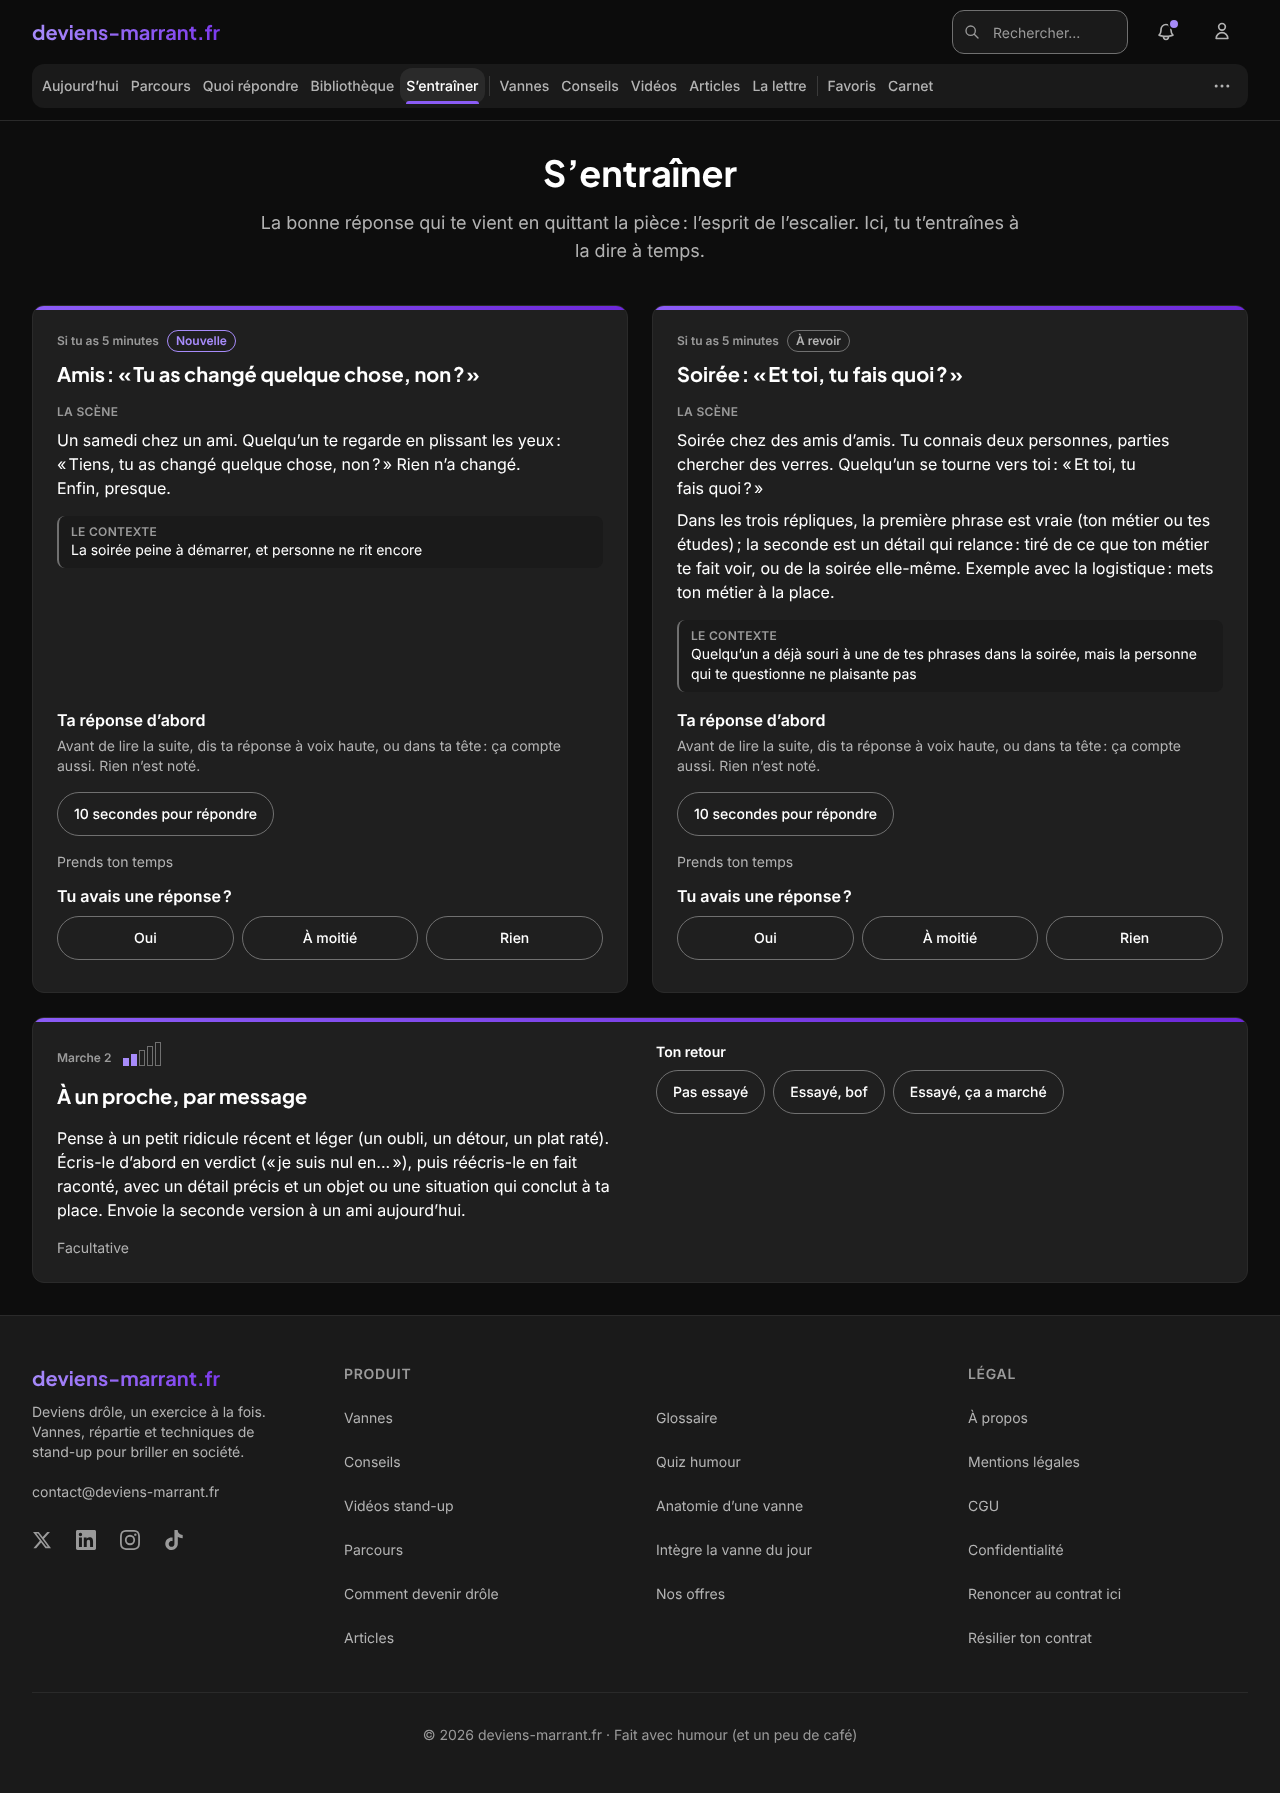 deviens-marrant.fr
Rechercher...
Aujourd’hui Parcours Quoi répondre Bibliothèque S’entraîner Vannes Conseils Vidéos Articles La lettre Favoris Carnet
S’entraîner
La bonne réponse qui te vient en quittant la pièce : l’esprit de l’escalier. Ici, tu t’entraînes à
la dire à temps.
Si tu as 5 minutes Nouvelle
Amis : « Tu as changé quelque chose, non ? »
LA SCÈNE
Un samedi chez un ami. Quelqu’un te regarde en plissant les yeux :
« Tiens, tu as changé quelque chose, non ? » Rien n’a changé.
Enfin, presque.
LE CONTEXTE
La soirée peine à démarrer, et personne ne rit encore
Ta réponse d’abord
Avant de lire la suite, dis ta réponse à voix haute, ou dans ta tête : ça compte
aussi. Rien n’est noté.
10 secondes pour répondre
Prends ton temps
Tu avais une réponse ?
Oui
À moitié
Rien
Si tu as 5 minutes À revoir
Soirée : « Et toi, tu fais quoi ? »
LA SCÈNE
Soirée chez des amis d’amis. Tu connais deux personnes, parties
chercher des verres. Quelqu’un se tourne vers toi : « Et toi, tu
fais quoi ? »
Dans les trois répliques, la première phrase est vraie (ton métier ou tes
études) ; la seconde est un détail qui relance : tiré de ce que ton métier
te fait voir, ou de la soirée elle-même. Exemple avec la logistique : mets
ton métier à la place.
LE CONTEXTE
Quelqu’un a déjà souri à une de tes phrases dans la soirée, mais la personne
qui te questionne ne plaisante pas
Ta réponse d’abord
Avant de lire la suite, dis ta réponse à voix haute, ou dans ta tête : ça compte
aussi. Rien n’est noté.
10 secondes pour répondre
Prends ton temps
Tu avais une réponse ?
Oui
À moitié
Rien
Marche 2
À un proche, par message
Pense à un petit ridicule récent et léger (un oubli, un détour, un plat raté).
Écris-le d’abord en verdict (« je suis nul en… »), puis réécris-le en fait
raconté, avec un détail précis et un objet ou une situation qui conclut à ta
place. Envoie la seconde version à un ami aujourd’hui.
Facultative
Ton retour
Pas essayé
Essayé, bof
Essayé, ça a marché
deviens-marrant.fr
Deviens drôle, un exercice à la fois.
Vannes, répartie et techniques de
stand-up pour briller en société.
contact@deviens-marrant.fr
PRODUIT
Vannes
Conseils
Vidéos stand-up
Parcours
Comment devenir drôle
Articles
Glossaire
Quiz humour
Anatomie d’une vanne
Intègre la vanne du jour
Nos offres
LÉGAL
À propos
Mentions légales
CGU
Confidentialité
Renoncer au contrat ici
Résilier ton contrat
© 2026 deviens-marrant.fr · Fait avec humour (et un peu de café)